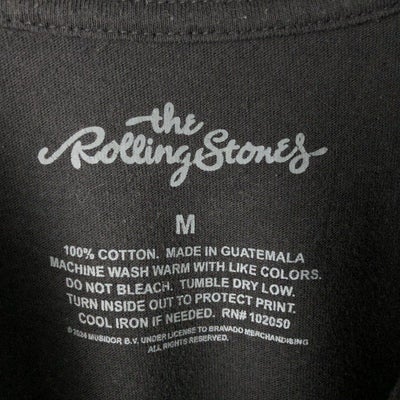 the
Rolling Stones
M
100% COTTON. MADE IN GUATEMALA
MACHINE WASH WARM WITH LIKE COLORS.
DO NOT BLEACH. TUMBLE DRY LOW.
TURN INSIDE OUT TO PROTECT PRINT.
COOL IRON IF NEEDED. RN# 102050
© 2024 MUSIDOR B.V. UNDER LICENSE TO BRAVADO MERCHANDISING
ALL RIGHTS RESERVED.